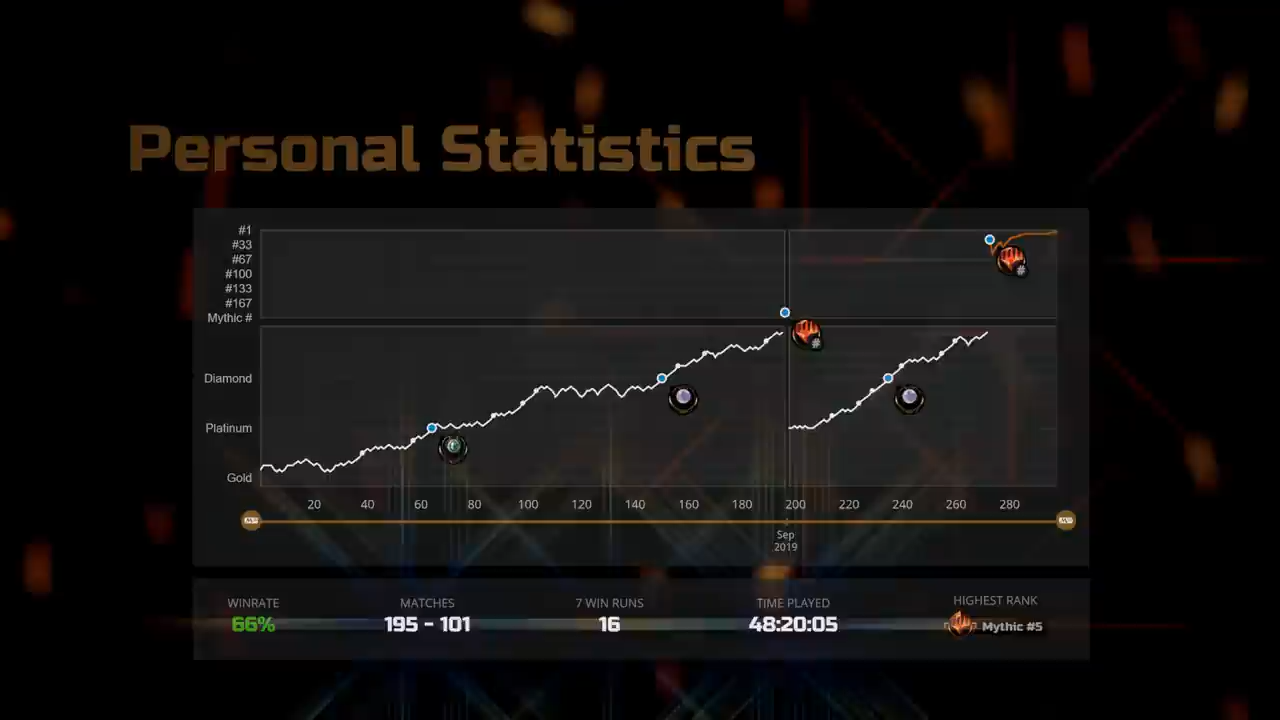 Personal Statistics
#1
#33
#67
#100
#133
#167
Mythic #
Diamond
Platinum
Gold
20 40 60 80 100 120 140 160 180 200 220 240 260 280
Sep
2019
WINRATE MATCHES 7 WIN RUNS TIME PLAYED HIGHEST RANK
66% 195 - 101 16 48:20:05 Mythic #5